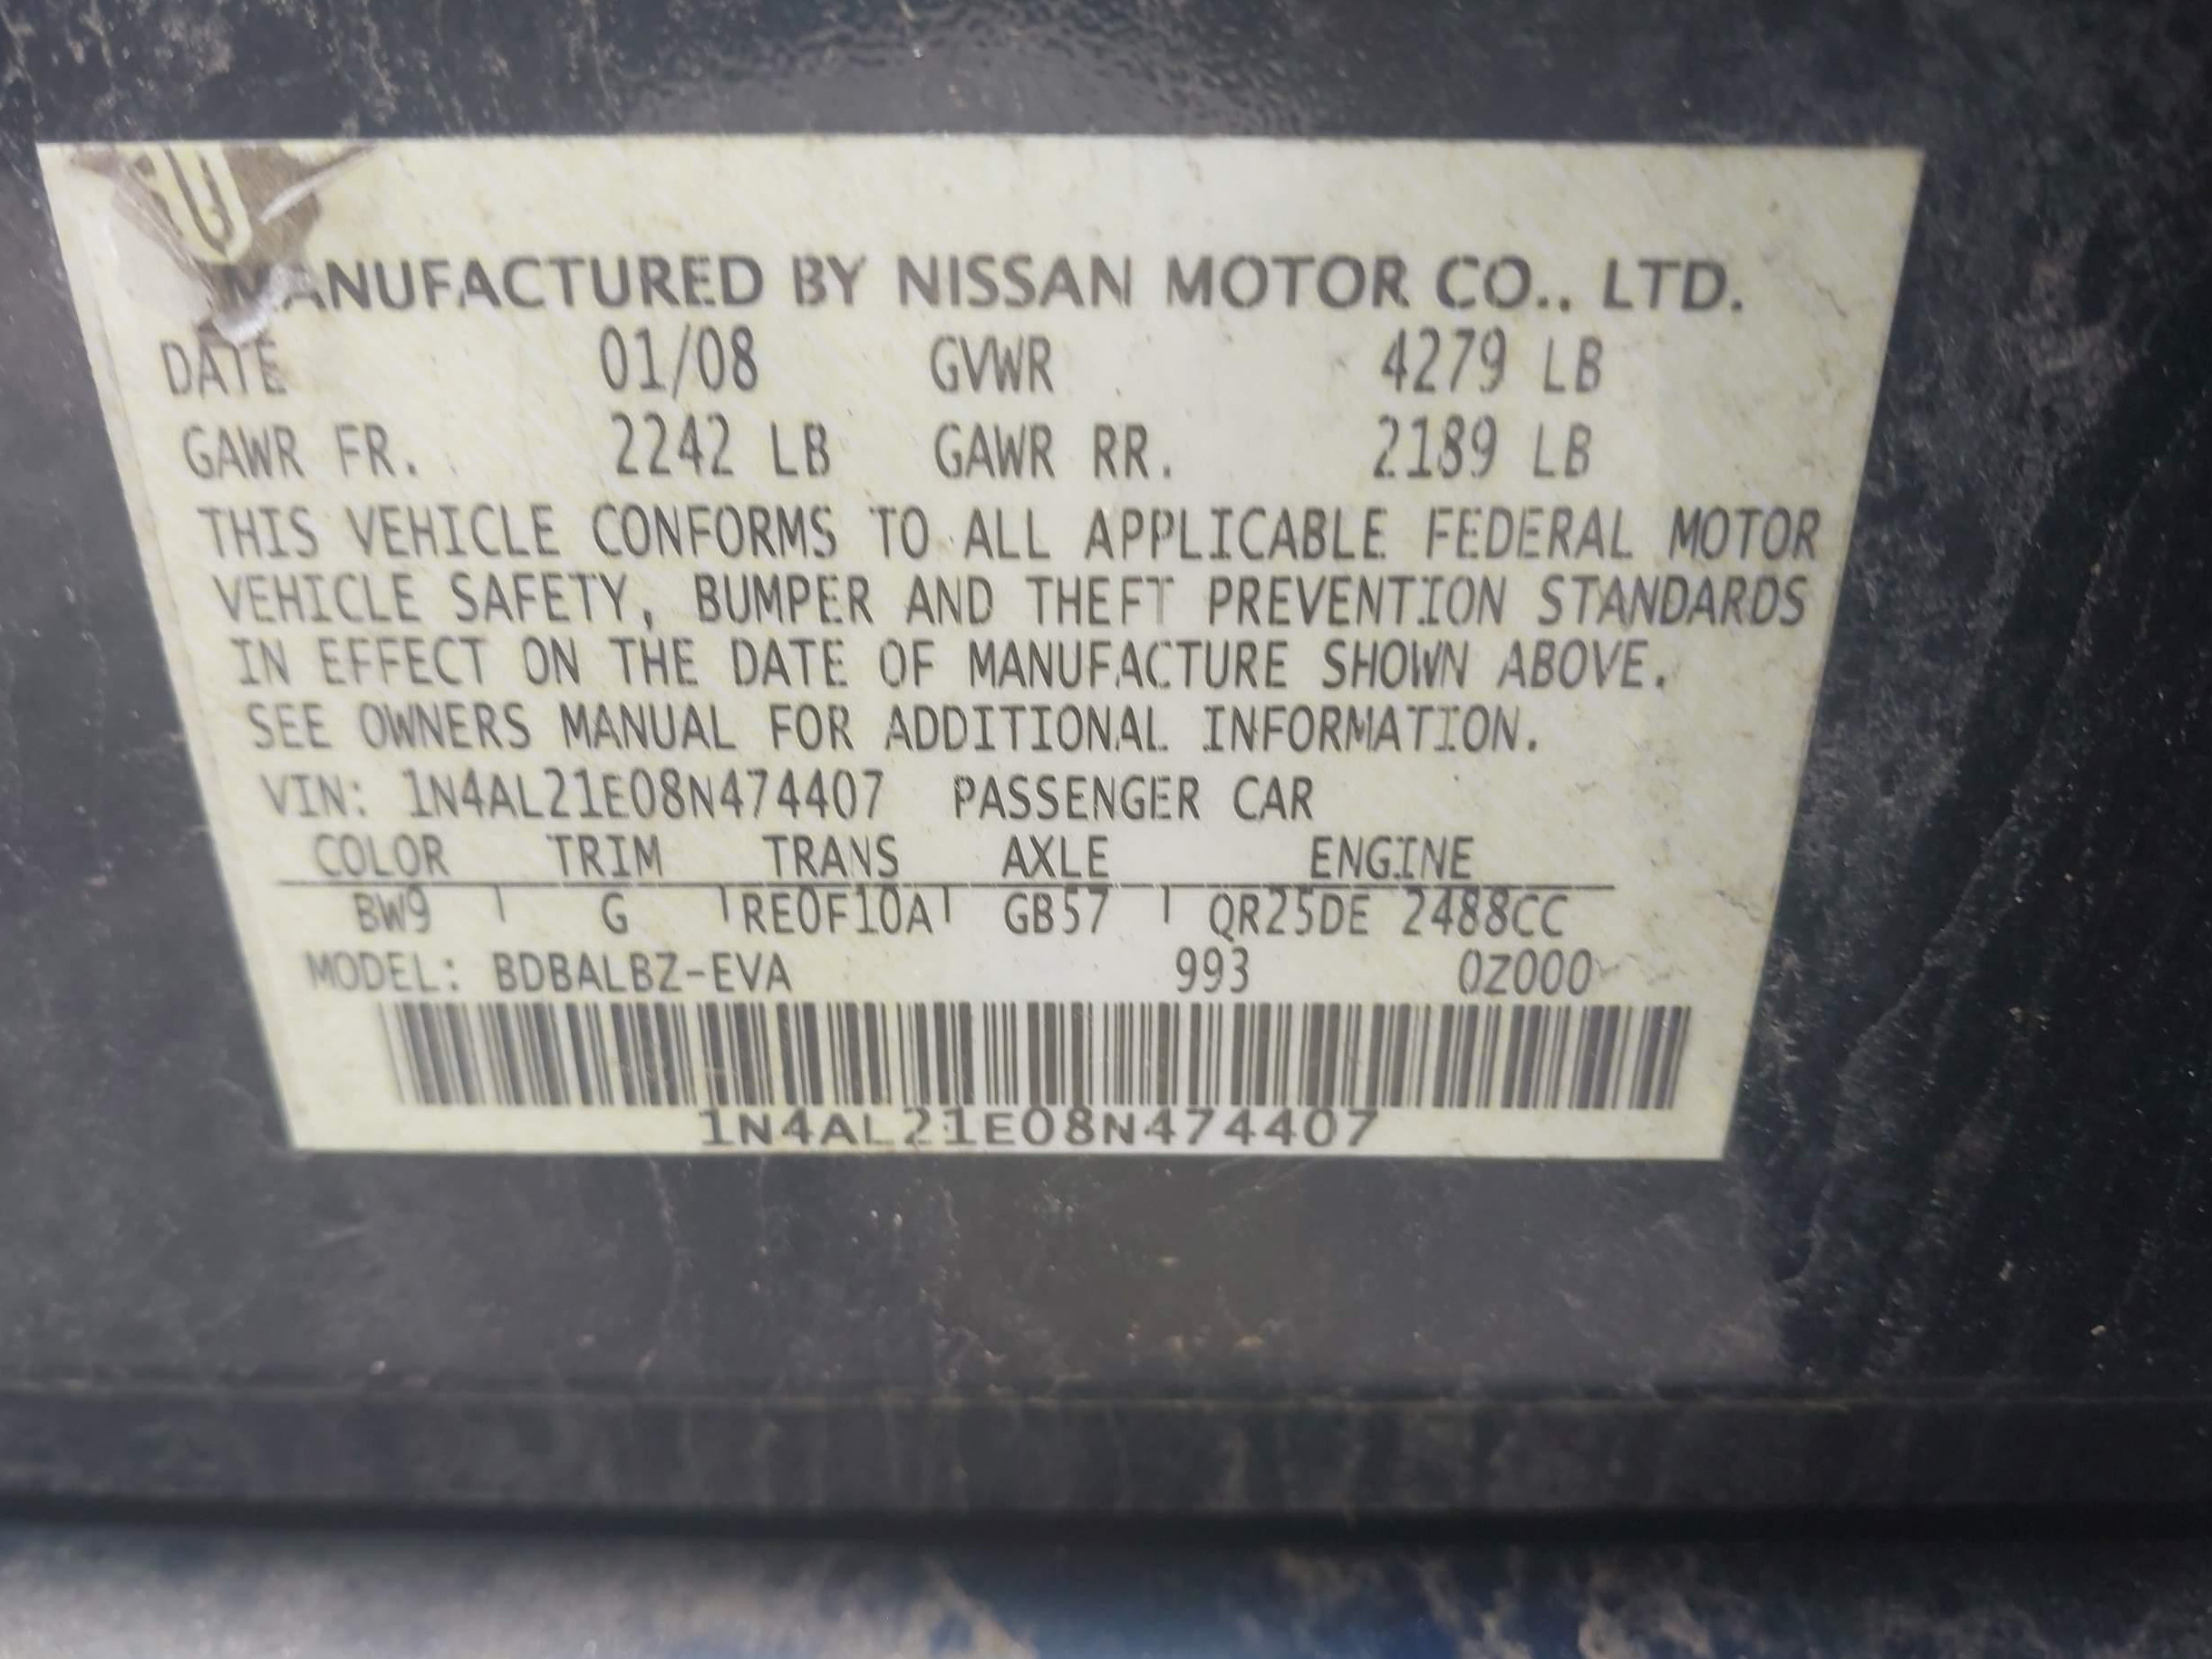 MANUFACTURED BY NISSAN MOTOR CO., LTD.
DATE 01/08 GVWR 4279 LB
GAWR FR. 2242 LB GAWR RR. 2189 LB
THIS VEHICLE CONFORMS TO ALL APPLICABLE FEDERAL MOTOR
VEHICLE SAFETY, BUMPER AND THEFT PREVENTION STANDARDS
IN EFFECT ON THE DATE OF MANUFACTURE SHOWN ABOVE.
SEE OWNERS MANUAL FOR ADDITIONAL INFORMATION.
VIN: 1N4AL21E08N474407 PASSENGER CAR
COLOR TRIM TRANS AXLE ENGINE
BW9 G RE0F10A GB57 QR25DE 2488CC
MODEL: BDBALBZ-EVA 993 0Z000
1N4AL21E08N474407